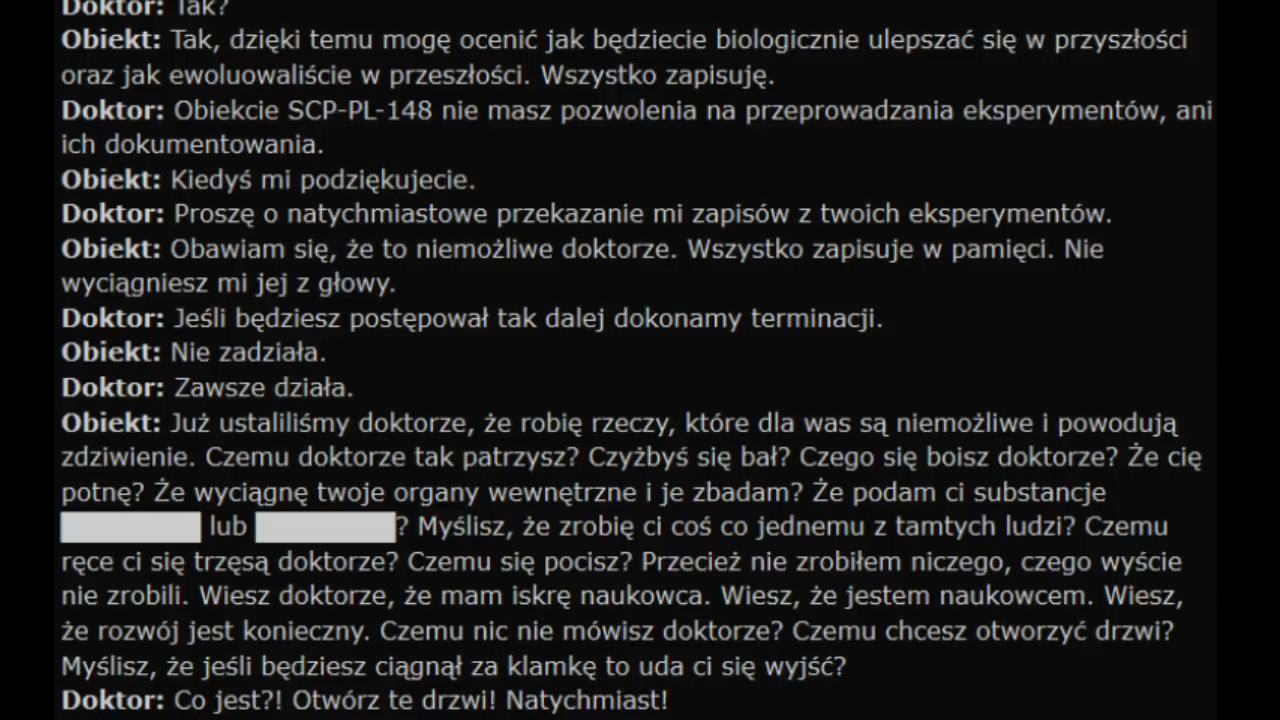 Doktor: Tak?
Obiekt: Tak, dzięki temu mogę ocenić jak będziecie biologicznie ulepszać się w przyszłości
oraz jak ewoluowaliście w przeszłości. Wszystko zapisuję.
Doktor: Obiekcie SCP-PL-148 nie masz pozwolenia na przeprowadzania eksperymentów, ani
ich dokumentowania.
Obiekt: Kiedyś mi podziękujecie.
Doktor: Proszę o natychmiastowe przekazanie mi zapisów z twoich eksperymentów.
Obiekt: Obawiam się, że to niemożliwe doktorze. Wszystko zapisuje w pamięci. Nie
wyciągniesz mi jej z głowy.
Doktor: Jeśli będziesz postępował tak dalej dokonamy terminacji.
Obiekt: Nie zadziała.
Doktor: Zawsze działa.
Obiekt: Już ustaliliśmy doktorze, że robię rzeczy, które dla was są niemożliwe i powodują
zdziwienie. Czemu doktorze tak patrzysz? Czyżbyś się bał? Czego się boisz doktorze? Że cię
potnę? Że wyciągnę twoje organy wewnętrzne i je zbadam? Że podam ci substancje
lub ? Myślisz, że zrobię ci coś co jednemu z tamtych ludzi? Czemu
ręce ci się trzęsą doktorze? Czemu się pocisz? Przecież nie zrobiłem niczego, czego wyście
nie zrobili. Wiesz doktorze, że mam iskrę naukowca. Wiesz, że jestem naukowcem. Wiesz,
że rozwój jest konieczny. Czemu nic nie mówisz doktorze? Czemu chcesz otworzyć drzwi?
Myślisz, że jeśli będziesz ciągnął za klamkę to uda ci się wyjść?
Doktor: Co jest?! Otwórz te drzwi! Natychmiast!